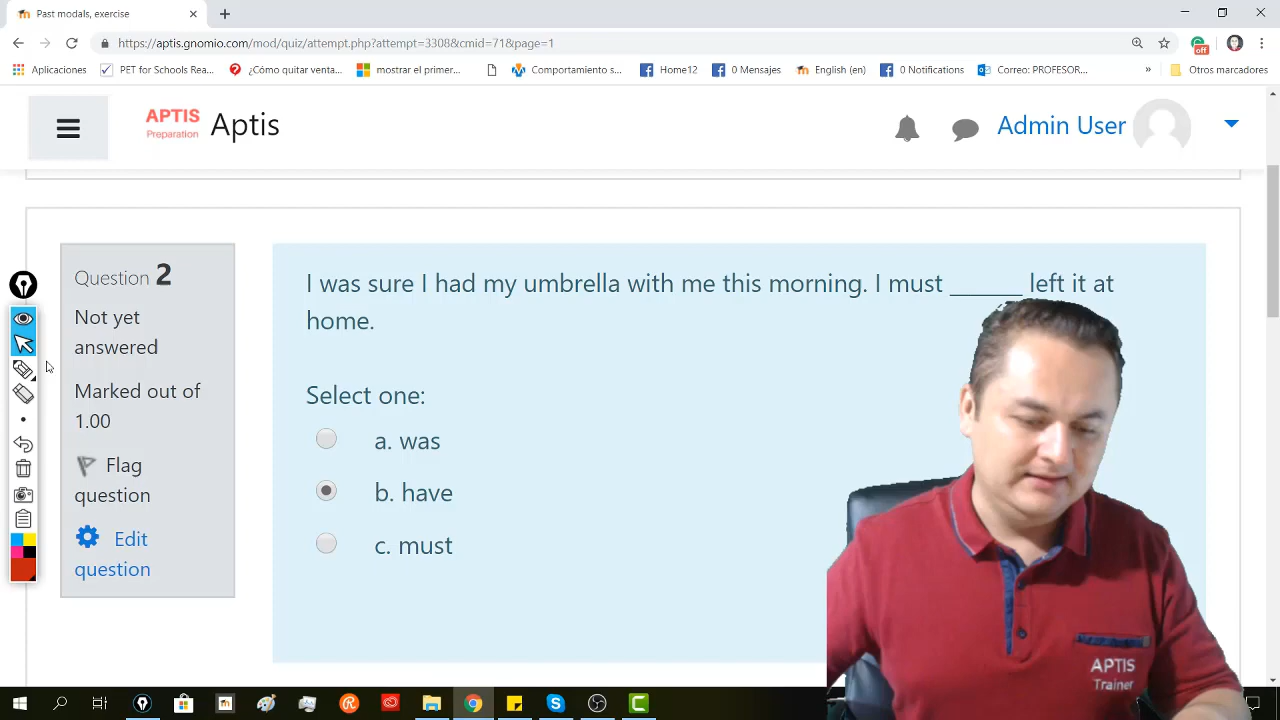 Past modals, exercise
https://aptis.gnomio.com/mod/quiz/attempt.php?attempt=3308&cmid=71&page=1
off
Aplicaciones
PET for Schools Rea...
¿Cómo quitar venta...
mostrar el primer...
Comportamiento s...
Home12
0 Mensajes
English (en)
0 Notifications
Correo: PROFESR...
»
Otros marcadores
APTIS
Preparation
Aptis
Admin User
Question 2
Not yet
answered
Marked out of
1.00
Flag
question
Edit
question
I was sure I had my umbrella with me this morning. I must _______ left it at
home.
Select one:
a. was
b. have
c. must
APTIS
Trainer